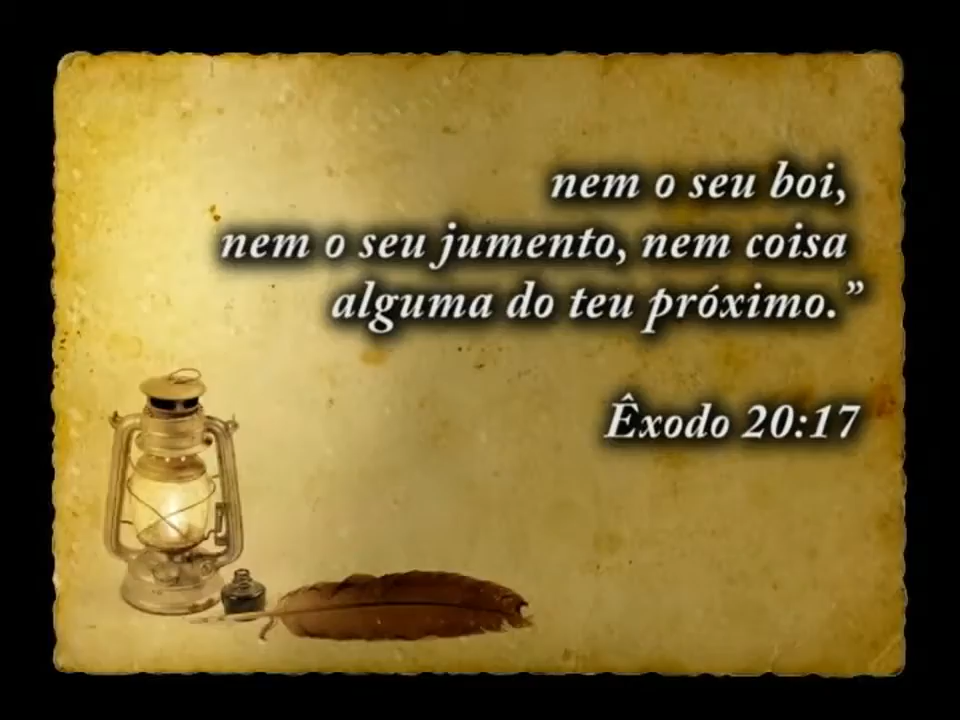 nem o seu boi,
nem o seu jumento, nem coisa
alguma do teu próximo.”
Êxodo 20:17